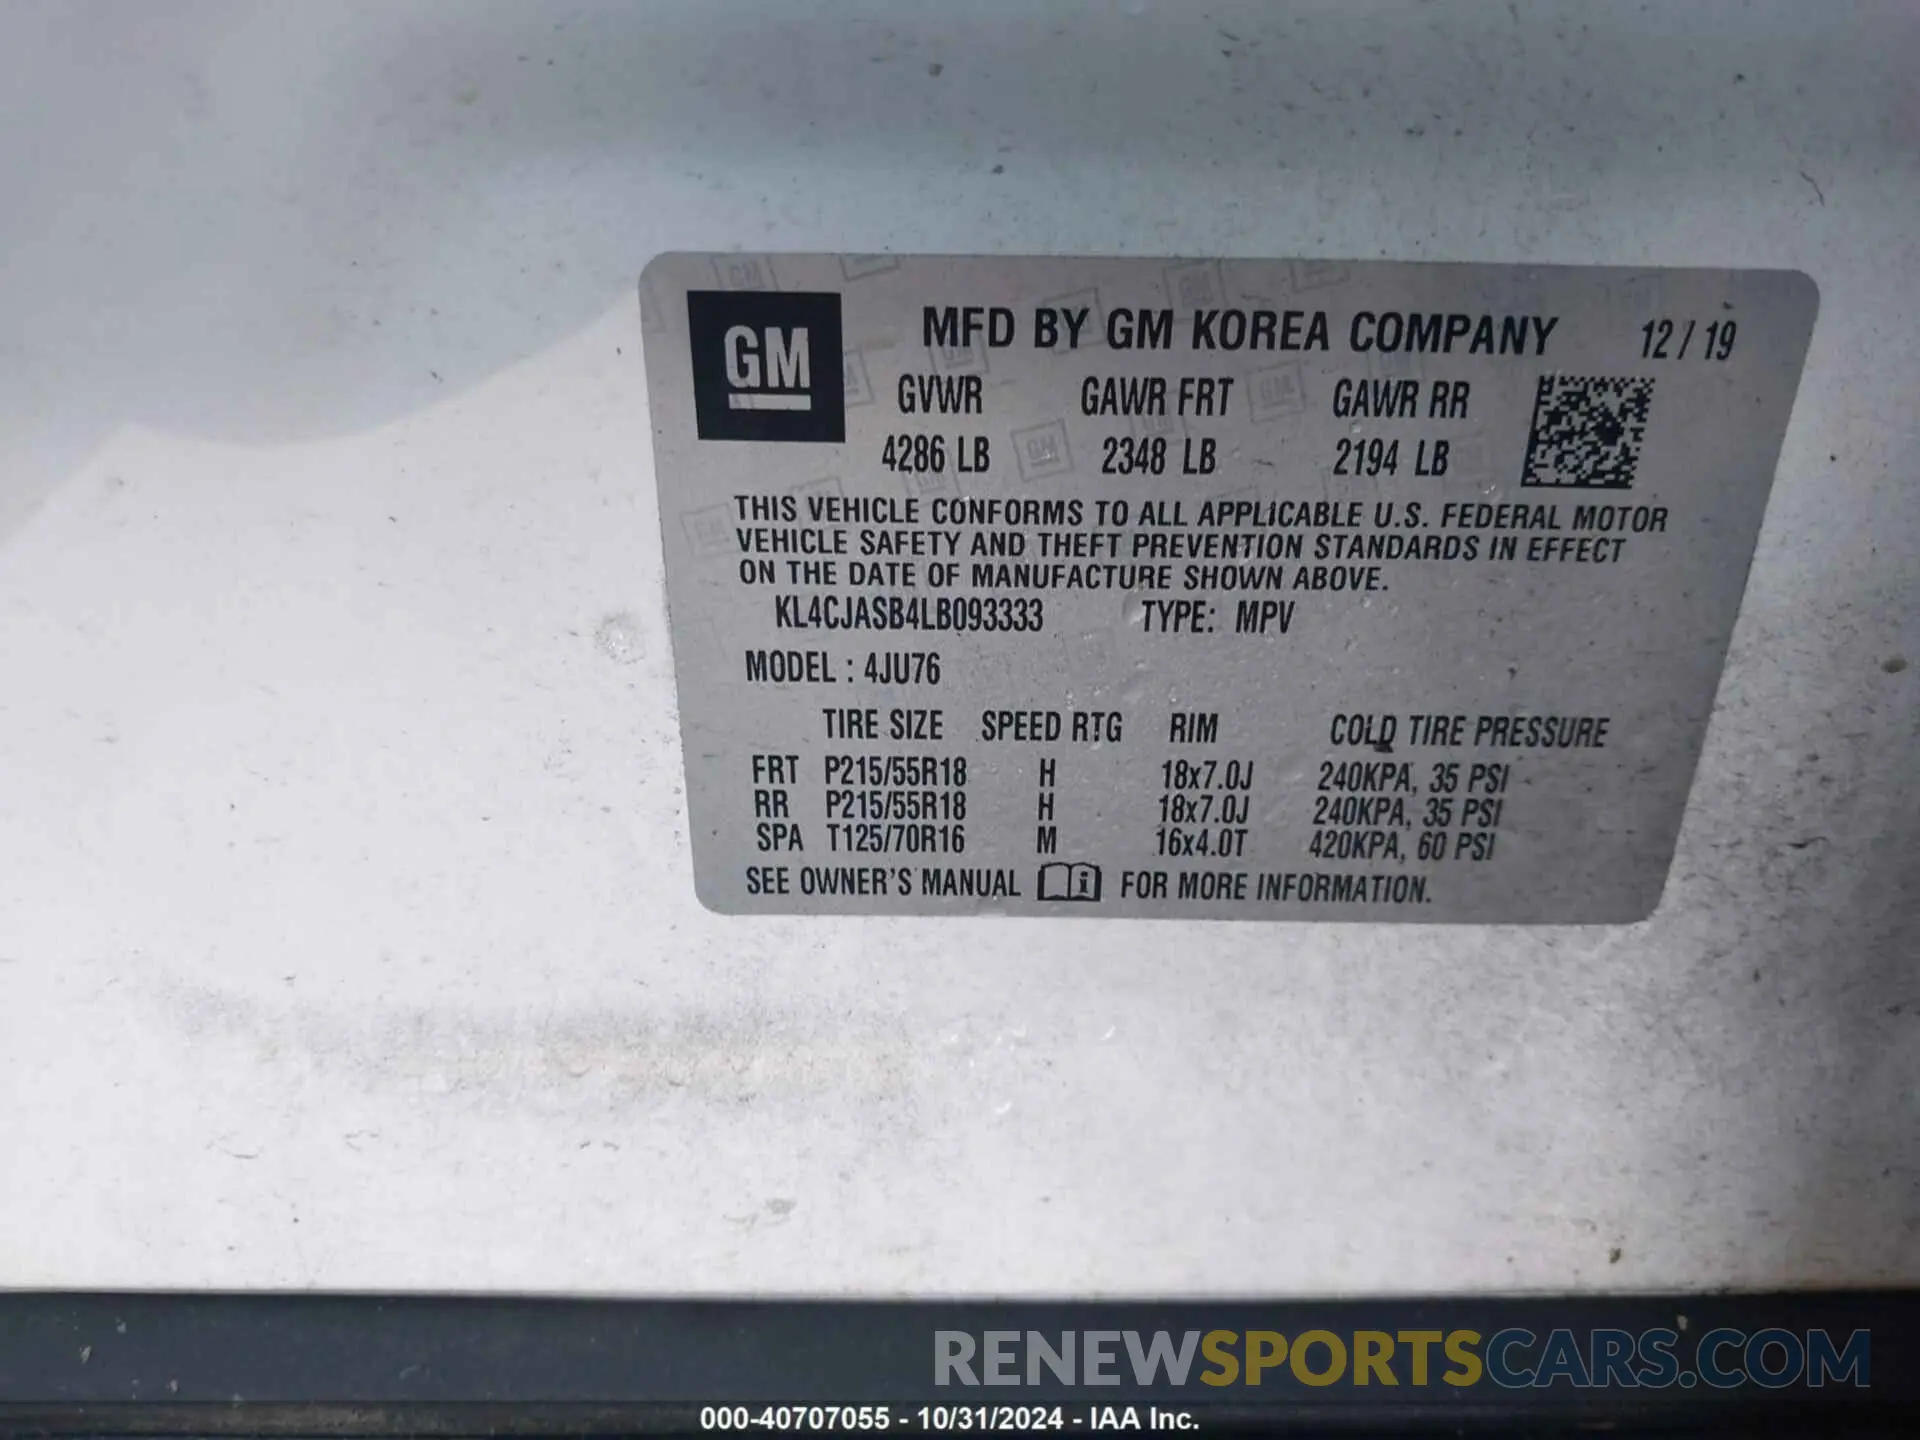 GM
MFD BY GM KOREA COMPANY 12/19
GVWR GAWR FRT GAWR RR
4286 LB 2348 LB 2194 LB
THIS VEHICLE CONFORMS TO ALL APPLICABLE U.S. FEDERAL MOTOR
VEHICLE SAFETY AND THEFT PREVENTION STANDARDS IN EFFECT
ON THE DATE OF MANUFACTURE SHOWN ABOVE.
KL4CJASB4LB093333 TYPE: MPV
MODEL : 4JU76
TIRE SIZE SPEED RTG RIM COLD TIRE PRESSURE
FRT P215/55R18 H 18x7.0J 240KPA, 35 PSI
RR P215/55R18 H 18x7.0J 240KPA, 35 PSI
SPA T125/70R16 M 16x4.0T 420KPA, 60 PSI
SEE OWNER'S MANUAL i FOR MORE INFORMATION.
RENEWSPORTSCARS.COM
000-40707055 - 10/31/2024 - IAA Inc.